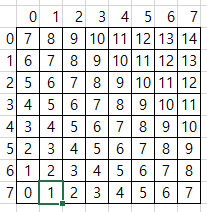 0 1 2 3 4 5 6 7
0 7 8 9 10 11 12 13 14
1 6 7 8 9 10 11 12 13
2 5 6 7 8 9 10 11 12
3 4 5 6 7 8 9 10 11
4 3 4 5 6 7 8 9 10
5 2 3 4 5 6 7 8 9
6 1 2 3 4 5 6 7 8
7 0 1 2 3 4 5 6 7